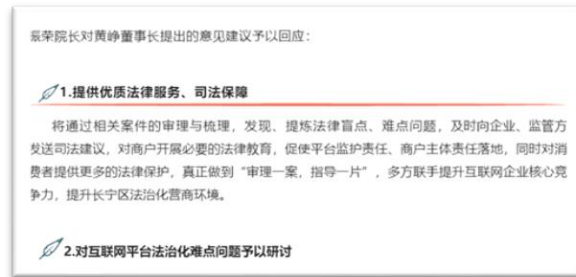 振荣院长对黄峥董事长提出的意见建议予以回应：
1.提供优质法律服务、司法保障
将通过相关案件的审理与梳理，发现、提炼法律盲点、难点问题，及时向企业、监管方
发送司法建议，对商户开展必要的法律教育，促使平台监护责任、商户主体责任落地，同时对消
费者提供更多的法律保护，真正做到“审理一案，指导一片”，多方联手提升互联网企业核心竞
争力，提升长宁区法治化营商环境。
2.对互联网平台法治化难点问题予以研讨